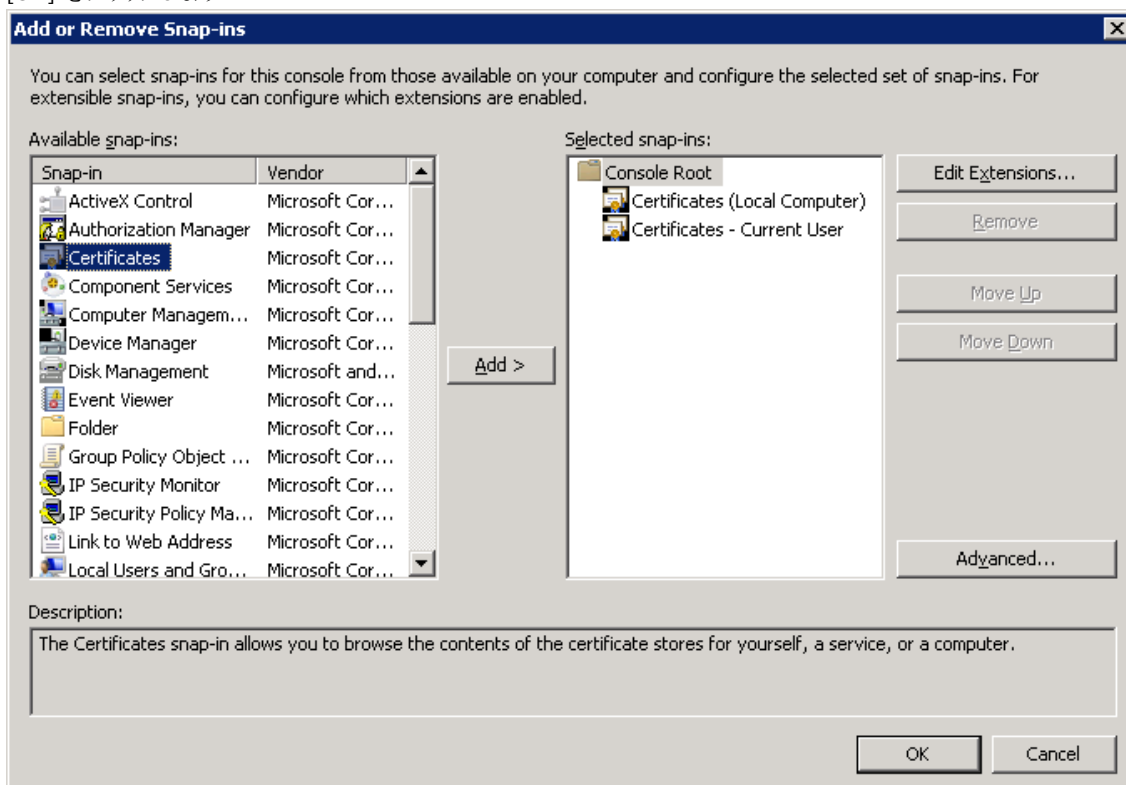 Add or Remove Snap-ins
You can select snap-ins for this console from those available on your computer and configure the selected set of snap-ins. For
extensible snap-ins, you can configure which extensions are enabled.
Available snap-ins:
Snap-in Vendor
ActiveX Control Microsoft Cor...
Authorization Manager Microsoft Cor...
Certificates Microsoft Cor...
Component Services Microsoft Cor...
Computer Managem... Microsoft Cor...
Device Manager Microsoft Cor...
Disk Management Microsoft and...
Event Viewer Microsoft Cor...
Folder Microsoft Cor...
Group Policy Object ... Microsoft Cor...
IP Security Monitor Microsoft Cor...
IP Security Policy Ma... Microsoft Cor...
Link to Web Address Microsoft Cor...
Local Users and Gro... Microsoft Cor...
Add >
Selected snap-ins:
Console Root
Certificates (Local Computer)
Certificates - Current User
Edit Extensions...
Remove
Move Up
Move Down
Advanced...
Description:
The Certificates snap-in allows you to browse the contents of the certificate stores for yourself, a service, or a computer.
OK Cancel